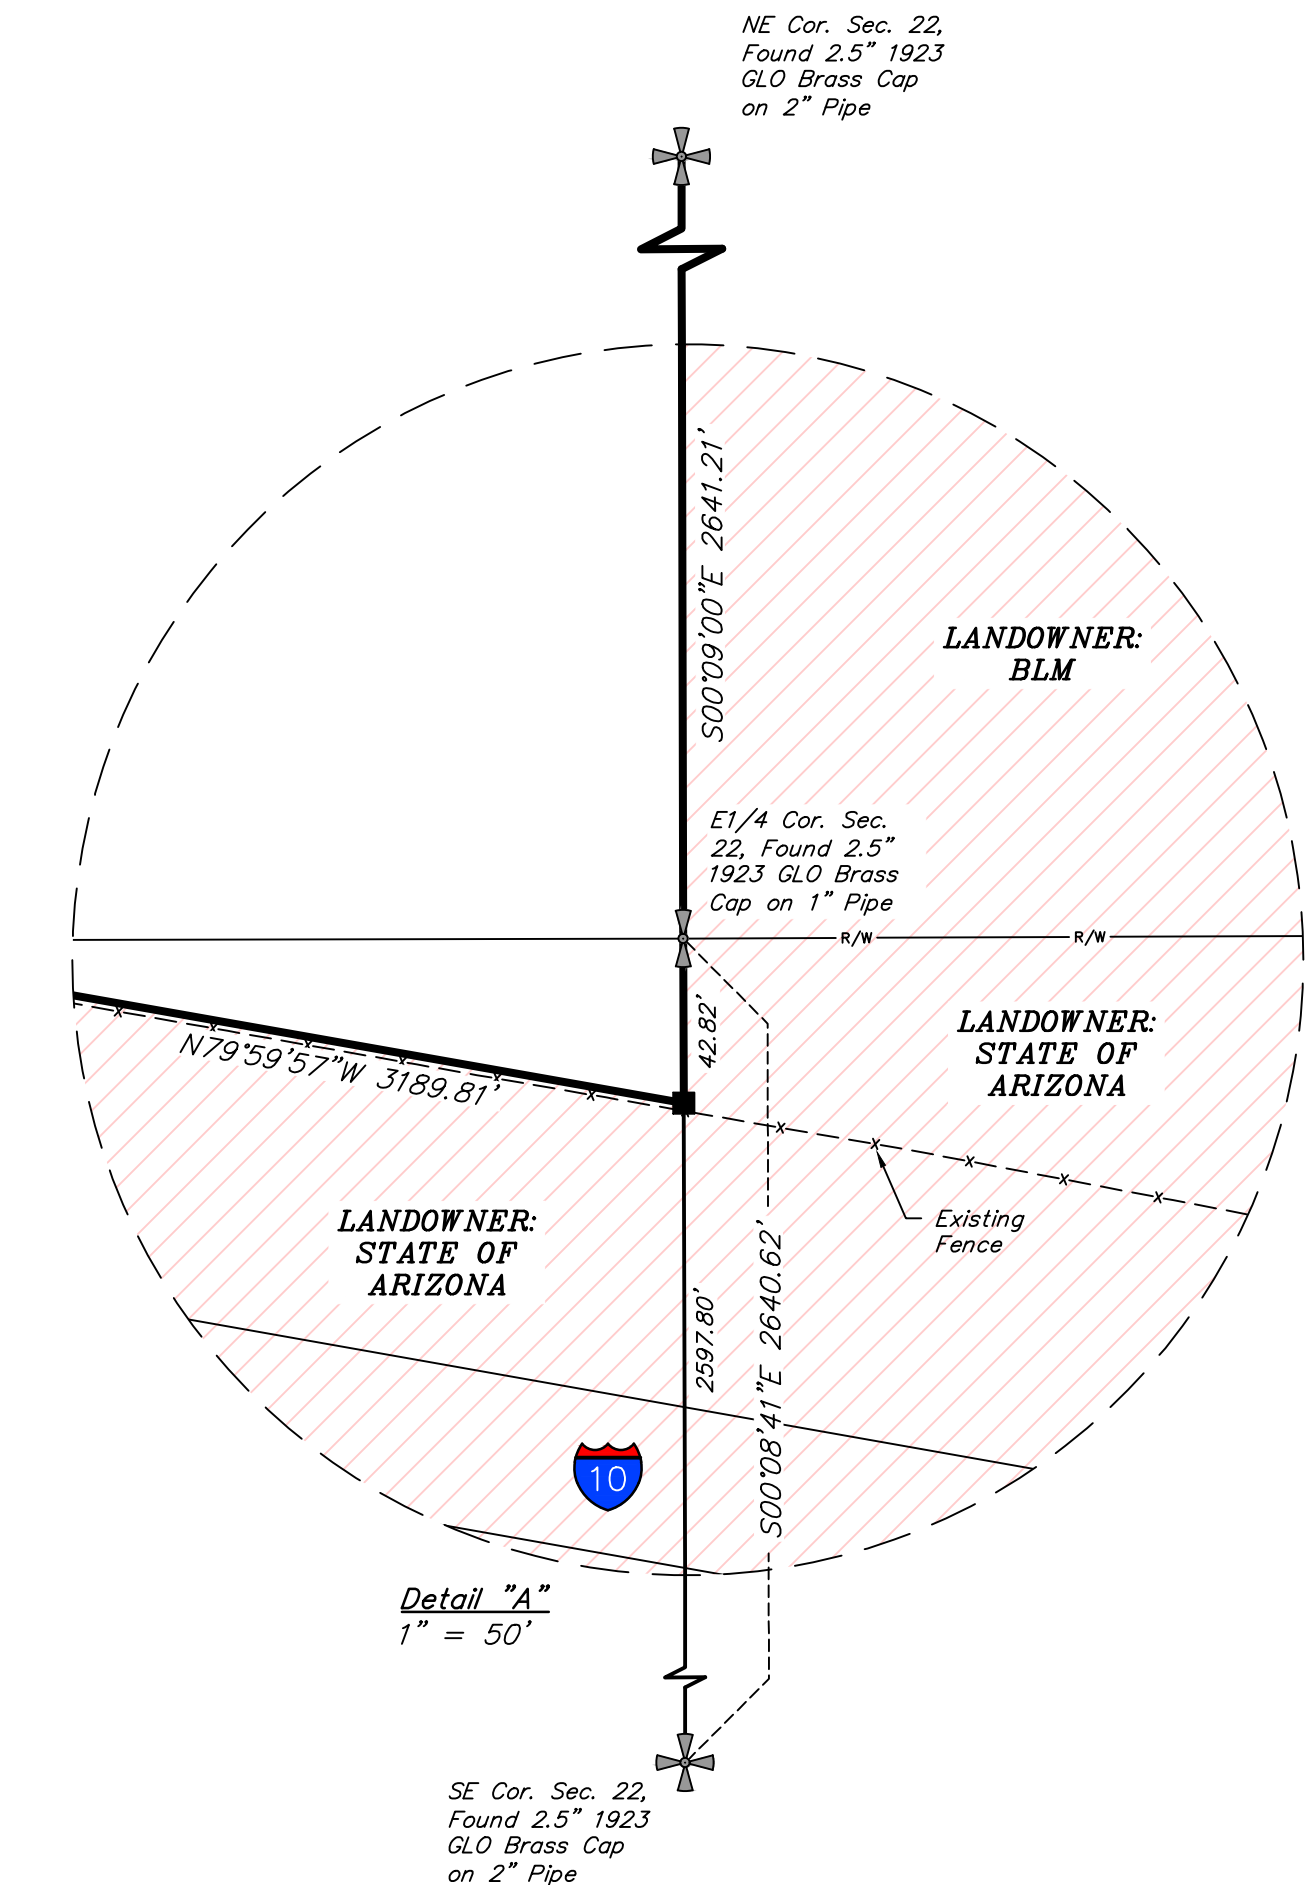 NE Cor. Sec. 22,
Found 2.5" 1923
GLO Brass Cap
on 2" Pipe
S00°09'00"E 2641.21'
LANDOWNER:
BLM
E1/4 Cor. Sec.
22, Found 2.5"
1923 GLO Brass
Cap on 1" Pipe
R/W
R/W
42.82'
LANDOWNER:
STATE OF
ARIZONA
N79°59'57"W 3189.81'
x
x
x
x
x
x
x
x
x
x
x
Existing
Fence
LANDOWNER:
STATE OF
ARIZONA
2597.80'
S00°08'41"E 2640.62'
10
Detail "A"
1" = 50'
SE Cor. Sec. 22,
Found 2.5" 1923
GLO Brass Cap
on 2" Pipe